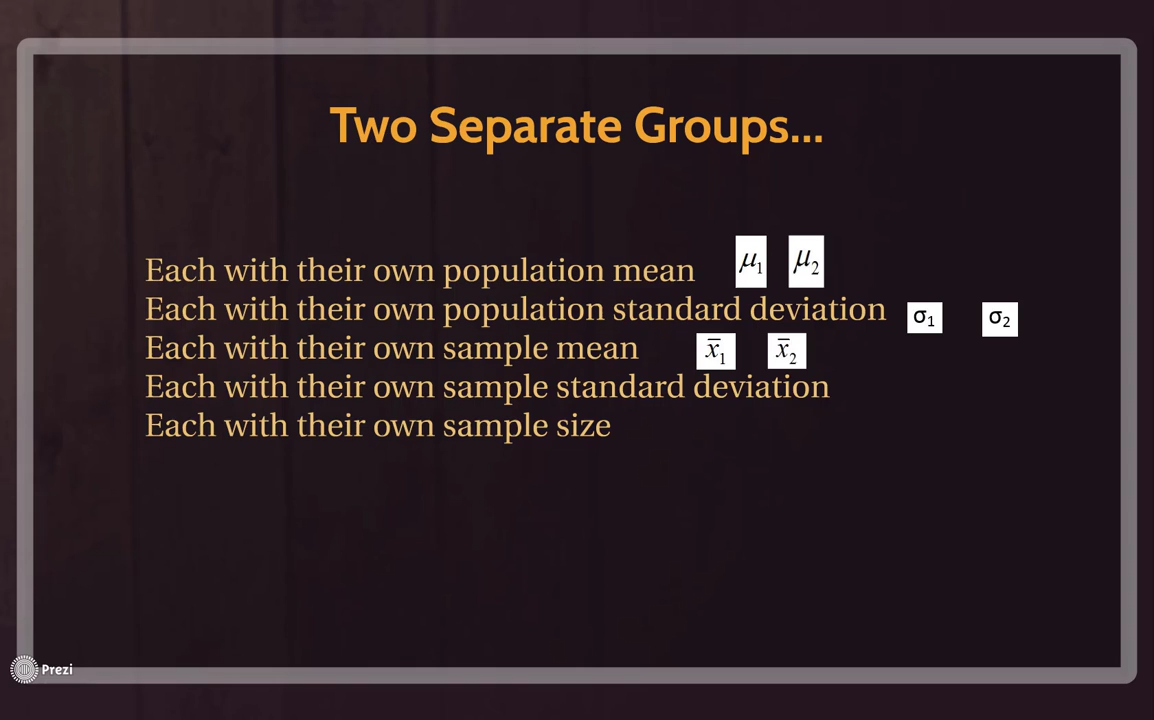 Two Separate Groups...
Each with their own population mean μ₁ μ₂
Each with their own population standard deviation σ₁ σ₂
Each with their own sample mean x̄₁ x̄₂
Each with their own sample standard deviation
Each with their own sample size
Prezi